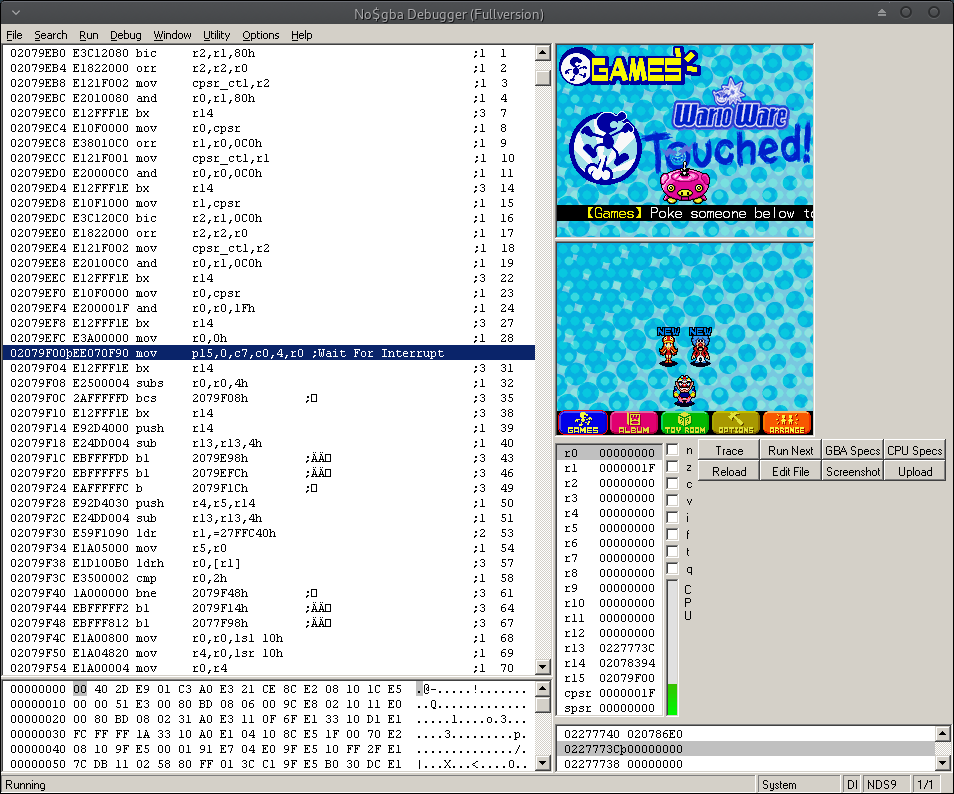 No$gba Debugger (Fullversion)
File Search Run Debug Window Utility Options Help
02079EB0 E3C12080 bic r2,r1,80h ;1 1
02079EB4 E1822000 orr r2,r2,r0 ;1 2
02079EB8 E121F002 mov cpsr_ctl,r2 ;1 3
02079EBC E2010080 and r0,r1,80h ;1 4
02079EC0 E12FFF1E bx r14 ;3 7
02079EC4 E10F0000 mov r0,cpsr ;1 8
02079EC8 E38010C0 orr r1,r0,0C0h ;1 9
02079ECC E121F001 mov cpsr_ctl,r1 ;1 10
02079ED0 E20000C0 and r0,r0,0C0h ;1 11
02079ED4 E12FFF1E bx r14 ;3 14
02079ED8 E10F1000 mov r1,cpsr ;1 15
02079EDC E3C120C0 bic r2,r1,0C0h ;1 16
02079EE0 E1822000 orr r2,r2,r0 ;1 17
02079EE4 E121F002 mov cpsr_ctl,r2 ;1 18
02079EE8 E20100C0 and r0,r1,0C0h ;1 19
02079EEC E12FFF1E bx r14 ;3 22
02079EF0 E10F0000 mov r0,cpsr ;1 23
02079EF4 E200001F and r0,r0,1Fh ;1 24
02079EF8 E12FFF1E bx r14 ;3 27
02079EFC E3A00000 mov r0,0h ;1 28
02079F00þEE070F90 mov p15,0,c7,c0,4,r0 ;Wait For Interrupt
02079F04 E12FFF1E bx r14 ;3 31
02079F08 E2500004 subs r0,r0,4h ;1 32
02079F0C 2AFFFFFD bcs 2079F08h ;□ ;3 35
02079F10 E12FFF1E bx r14 ;3 38
02079F14 E92D4000 push r14 ;1 39
02079F18 E24DD004 sub r13,r13,4h ;1 40
02079F1C EBFFFFDD bl 2079E98h ;ÄÄ□ ;3 43
02079F20 EBFFFFF5 bl 2079EFCh ;ÄÄ□ ;3 46
02079F24 EAFFFFFC b 2079F1Ch ;□ ;3 49
02079F28 E92D4030 push r4,r5,r14 ;1 50
02079F2C E24DD004 sub r13,r13,4h ;1 51
02079F30 E59F1090 ldr r1,=27FFC40h ;2 53
02079F34 E1A05000 mov r5,r0 ;1 54
02079F38 E1D100B0 ldrh r0,[r1] ;3 57
02079F3C E3500002 cmp r0,2h ;1 58
02079F40 1A000000 bne 2079F48h ;□ ;3 61
02079F44 EBFFFFF2 bl 2079F14h ;ÄÄ□ ;3 64
02079F48 EBFFF812 bl 2077F98h ;ÄÄ□ ;3 67
02079F4C E1A00800 mov r0,r0,lsl 10h ;1 68
02079F50 E1A04820 mov r4,r0,lsr 10h ;1 69
02079F54 E1A00004 mov r0,r4 ;1 70
00000000 00 40 2D E9 01 C3 A0 E3 21 CE 8C E2 08 10 1C E5 .@-.....!.......
00000010 00 00 51 E3 00 80 BD 08 06 00 9C E8 02 10 11 E0 ..Q.............
00000020 00 80 BD 08 02 31 A0 E3 11 0F 6F E1 33 10 D1 E1 .....1....o.3...
00000030 FC FF FF 1A 33 10 A0 E1 04 10 8C E5 1F 00 70 E2 ....3.........p.
00000040 08 10 9F E5 00 01 91 E7 04 E0 9F E5 10 FF 2F E1 ............../.
00000050 7C DB 11 02 58 80 FF 01 3C C1 9F E5 B0 30 DC E1 |...X...<....0..
GAMES
Wario Ware
Touched!
【Games】 Poke someone below to
NEW NEW
GAMES ALBUM TOY ROOM OPTIONS ARRANGE
r0 00000000
r1 0000001F
r2 00000000
r3 00000000
r4 00000000
r5 00000000
r6 00000000
r7 00000000
r8 00000000
r9 00000000
r10 00000000
r11 00000000
r12 00000000
r13 0227773C
r14 02078394
r15 02079F00
cpsr 0000001F
spsr 00000000
n
z
c
v
i
f
t
q
C
P
U
Trace Run Next GBA Specs CPU Specs
Reload Edit File Screenshot Upload
02277740 020786E0
0227773Cþ00000000
02277738 00000000
Running System DI NDS9 1/1